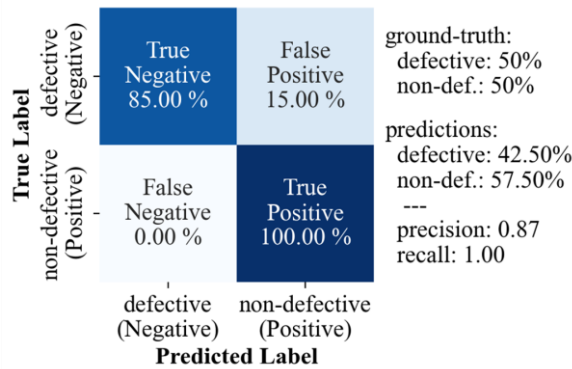 True Label
defective
(Negative)
non-defective
(Positive)
True
Negative
85.00 %
False
Positive
15.00 %
False
Negative
0.00 %
True
Positive
100.00 %
defective
(Negative)
non-defective
(Positive)
Predicted Label
ground-truth:
defective: 50%
non-def.: 50%
predictions:
defective: 42.50%
non-def.: 57.50%
---
precision: 0.87
recall: 1.00